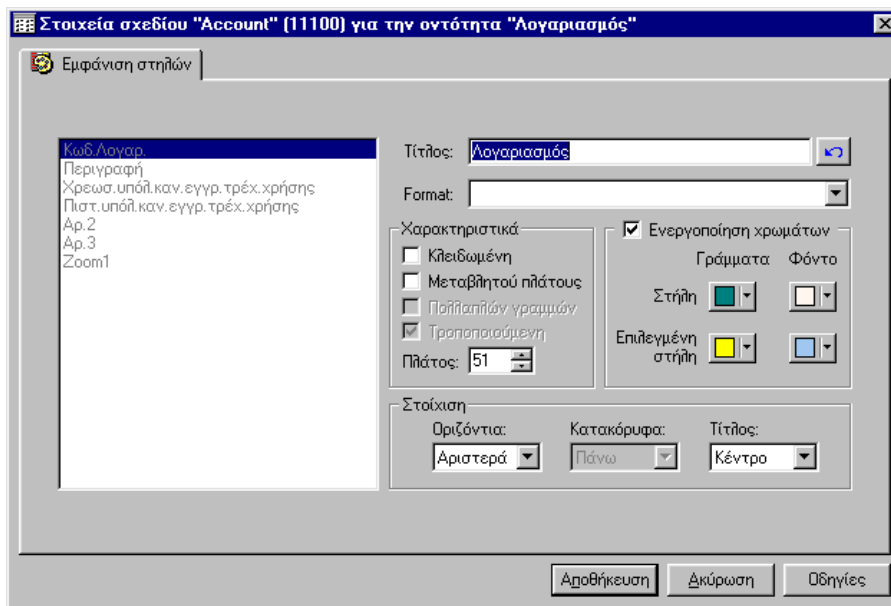 Στοιχεία σχεδίου "Account" (11100) για την οντότητα "Λογαριασμός"
Εμφάνιση στηλών
Κωδ.Λογαρ.
Περιγραφή
Χρεωσ.υπόλ.καν.εγγρ.τρέχ.χρήσης
Πιστ.υπόλ.καν.εγγρ.τρέχ.χρήσης
Αρ.2
Αρ.3
Zoom1
Τίτλος: Λογαριασμός
Format:
Χαρακτηριστικά
Κλειδωμένη
Μεταβλητού πλάτους
Πολλαπλών γραμμών
Τροποποιούμενη
Πλάτος: 51
Ενεργοποίηση χρωμάτων
Γράμματα Φόντο
Στήλη
Επιλεγμένη
στήλη
Στοίχιση
Οριζόντια: Κατακόρυφα: Τίτλος:
Αριστερά Πάνω Κέντρο
Αποθήκευση Ακύρωση Οδηγίες